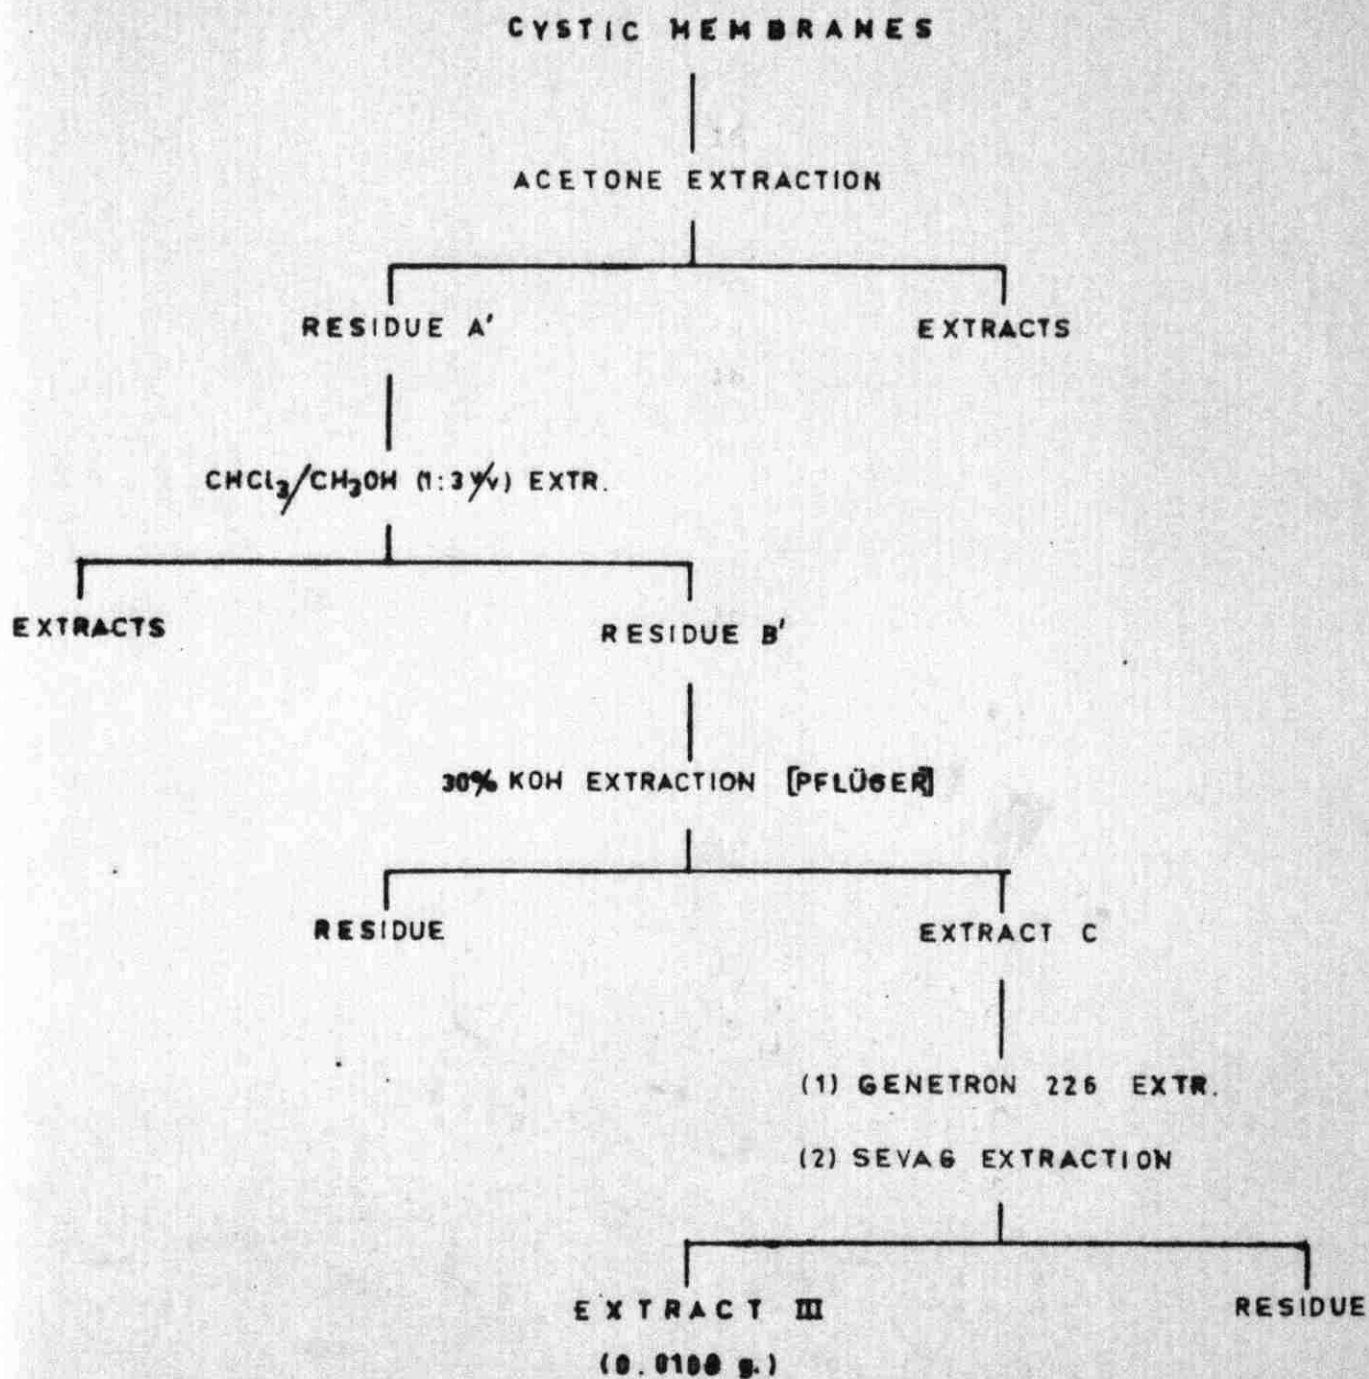 CYSTIC MEMBRANES
ACETONE EXTRACTION
RESIDUE A'
EXTRACTS
CHCl₃/CH₃OH (1:3 v/v) EXTR.
EXTRACTS
RESIDUE B'
30% KOH EXTRACTION [PFLÜGER]
RESIDUE
EXTRACT C
(1) GENETRON 226 EXTR.
(2) SEVAG EXTRACTION
EXTRACT III
RESIDUE
g.)